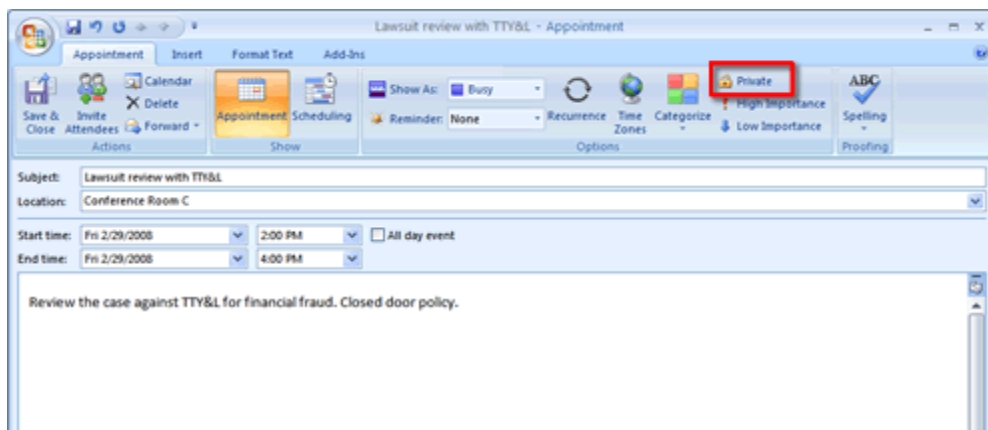 Lawsuit review with TTY&L - Appointment
Appointment Insert Format Text Add-Ins
Save & Close
Invite Attendees
Calendar
Delete
Forward
Actions
Appointment Scheduling
Show
Show As: Busy
Reminder: None
Recurrence
Time Zones
Categorize
Private
High Importance
Low Importance
Options
ABC
Spelling
Proofing
Subject: Lawsuit review with TTY&L
Location: Conference Room C
Start time: Fri 2/29/2008 2:00 PM All day event
End time: Fri 2/29/2008 4:00 PM
Review the case against TTY&L for financial fraud. Closed door policy.